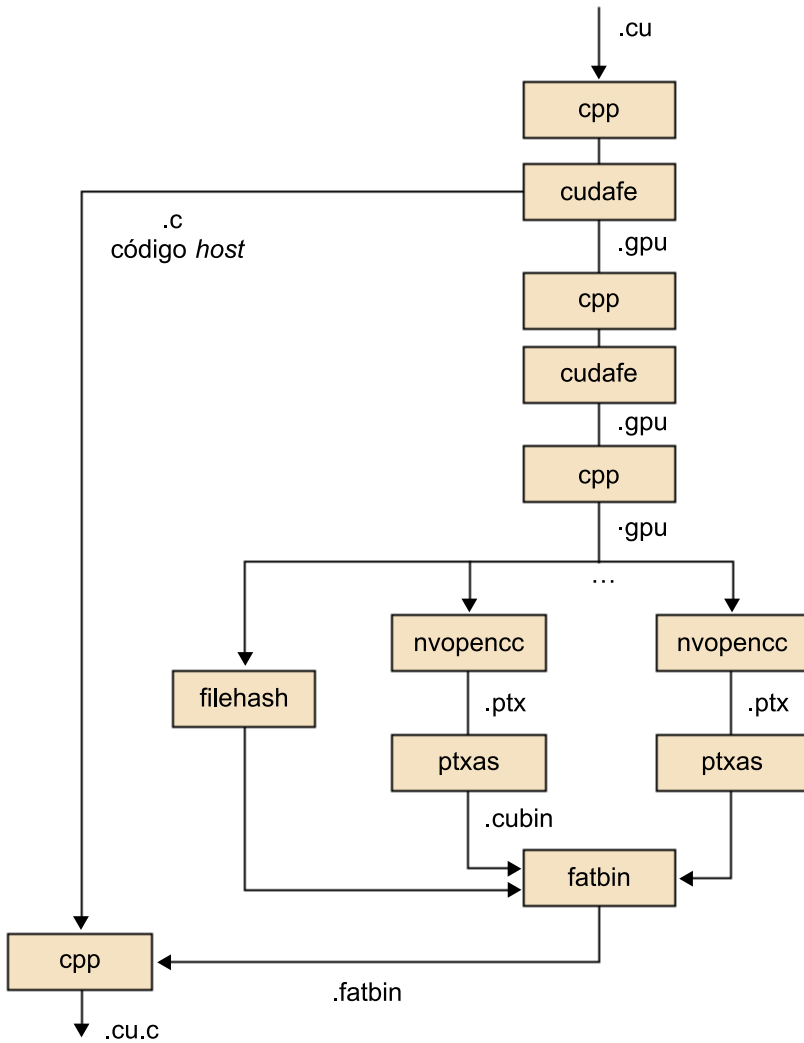 .cu
cpp
cudafe
.c
código host
.gpu
cpp
cudafe
.gpu
cpp
.gpu
...
nvopencc
nvopencc
filehash
.ptx
.ptx
ptxas
ptxas
.cubin
fatbin
cpp
.fatbin
.cu.c